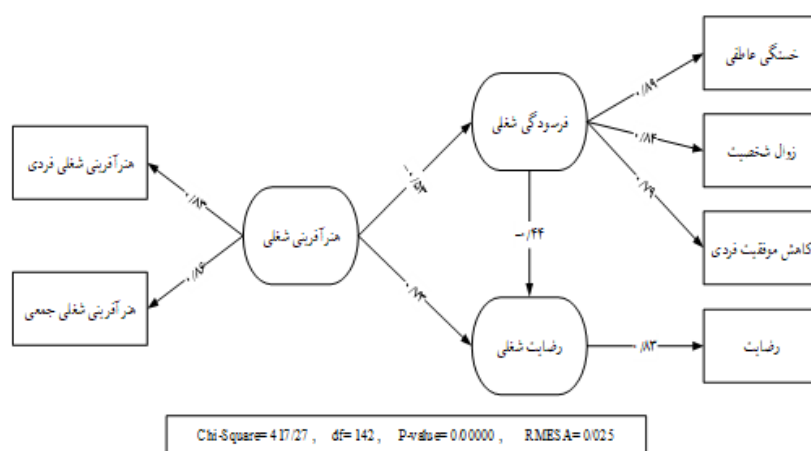 خستگی عاطفی
۰/۸۹
فرسودگی شغلی
۰/۸۴
زوال شخصیت
هنرآفرینی شغلی فردی
۰/۸۳
هنرآفرینی شغلی
۰/۷۹
کاهش موفقیت فردی
-۰/۴۴
هنرآفرینی شغلی جمعی
۰/۸۶
رضایت شغلی
۰/۸۳
رضایت
Chi-Square= 417/27 , df= 142, P-value= 0/00000 , RMESA= 0/025